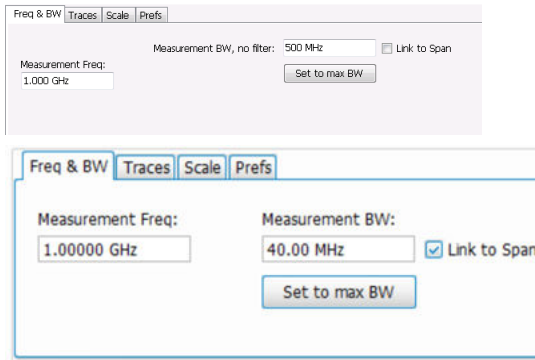 Freq & BW Traces Scale Prefs
Measurement BW, no filter: 500 MHz Link to Span
Measurement Freq:
1.000 GHz Set to max BW
Freq & BW Traces Scale Prefs
Measurement Freq: Measurement BW:
1.00000 GHz 40.00 MHz Link to Span
Set to max BW